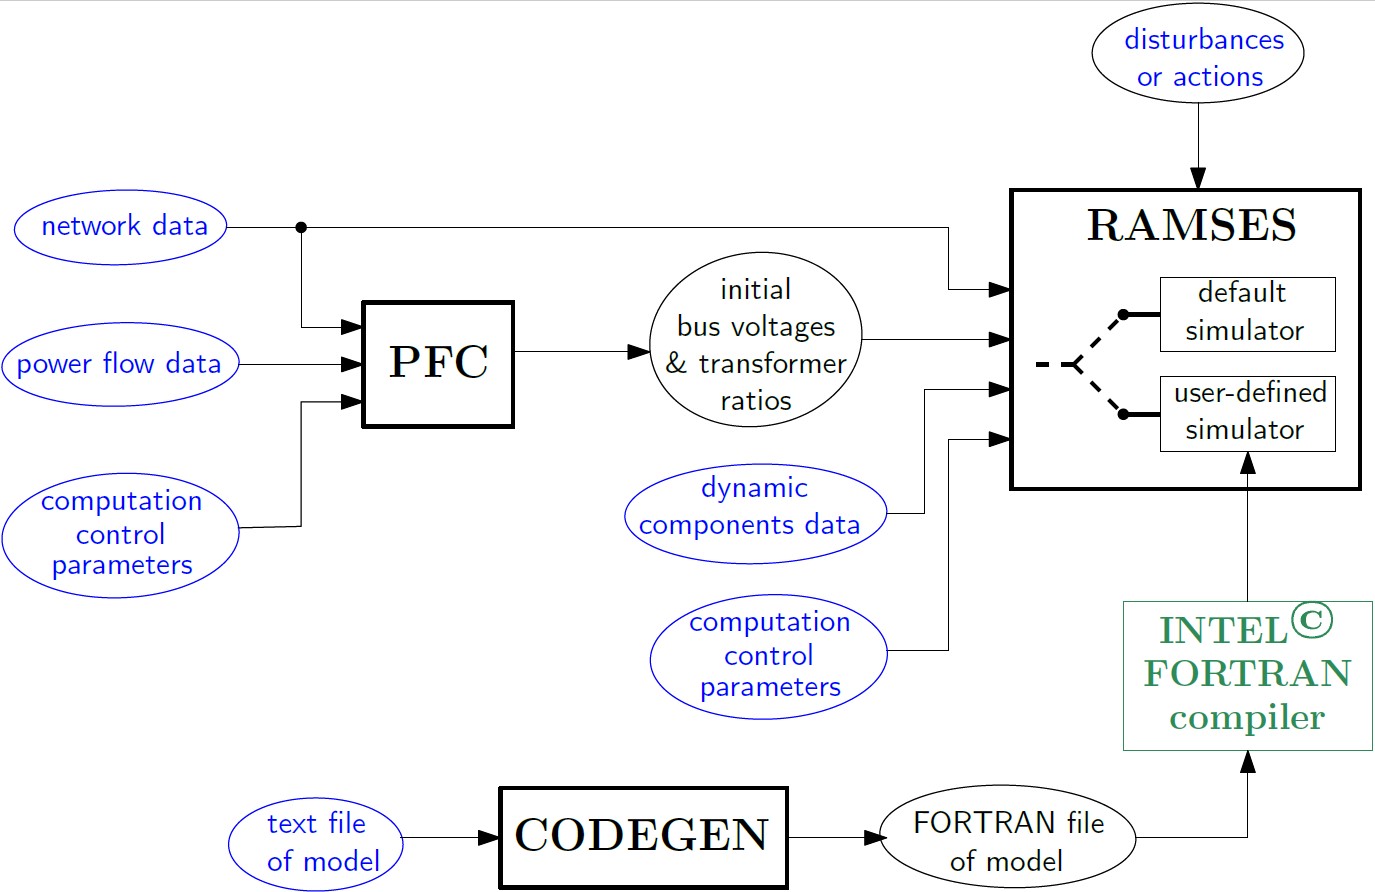 disturbances
or actions
network data
RAMSES
initial
bus voltages
& transformer
ratios
default
simulator
PFC
power flow data
user-defined
simulator
computation
control
parameters
dynamic
components data
computation
control
parameters
INTEL©
FORTRAN
compiler
text file
of model
CODEGEN
FORTRAN file
of model